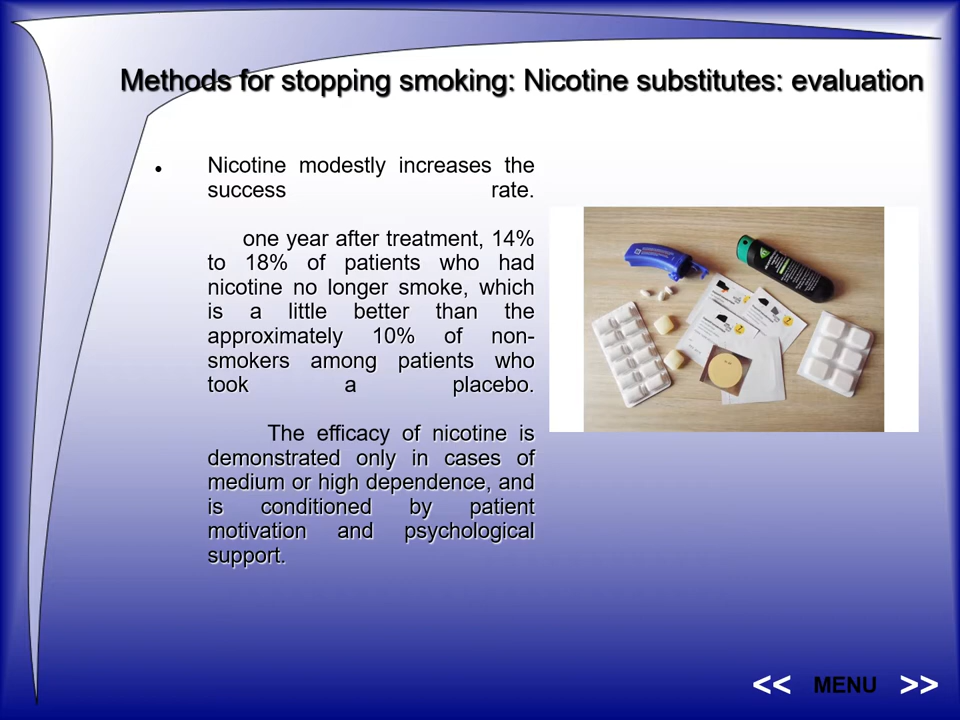 Methods for stopping smoking: Nicotine substitutes: evaluation
• Nicotine modestly increases the
success rate.
one year after treatment, 14%
to 18% of patients who had
nicotine no longer smoke, which
is a little better than the
approximately 10% of non-
smokers among patients who
took a placebo.
The efficacy of nicotine is
demonstrated only in cases of
medium or high dependence, and
is conditioned by patient
motivation and psychological
support.
<< MENU >>